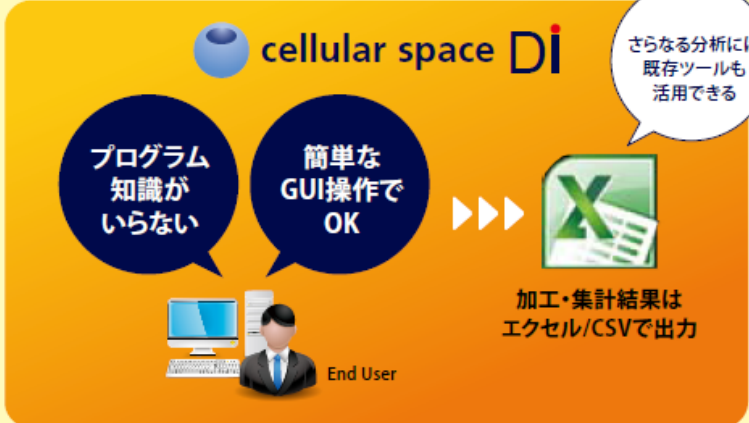 cellular space Di
さらなる分析には
既存ツールも
活用できる
プログラム
知識が
いらない
簡単な
GUI操作で
OK
加工・集計結果は
エクセル/CSVで出力
End User